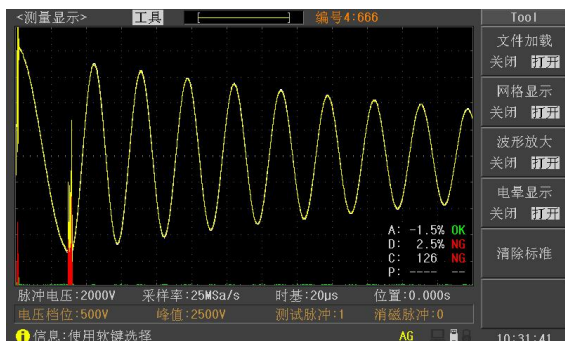 <测量显示> 工具 编号4:666 Tool
文件加载
关闭 打开
网格显示
关闭 打开
波形放大
关闭 打开
电晕显示
关闭 打开
清除标准
A: -1.5% OK
D: 2.5% NG
C: 126 NG
P: ---- --
脉冲电压:2000V 采样率:25MSa/s 时基:20μs 位置:0.000s
电压档位:500V 峰值:2500V 测试脉冲:1 消磁脉冲:0
信息:使用软键选择 AG 10:31:41